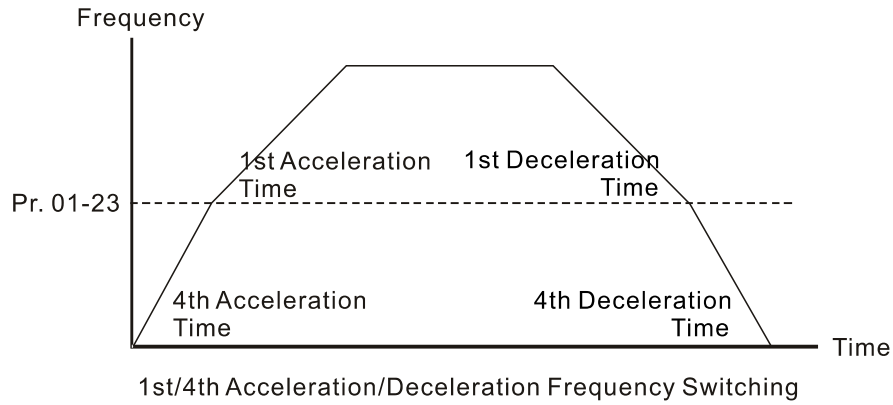 Frequency
1st Acceleration
Time
1st Deceleration
Time
Pr. 01-23
4th Acceleration
Time
4th Deceleration
Time
Time
1st/4th Acceleration/Deceleration Frequency Switching